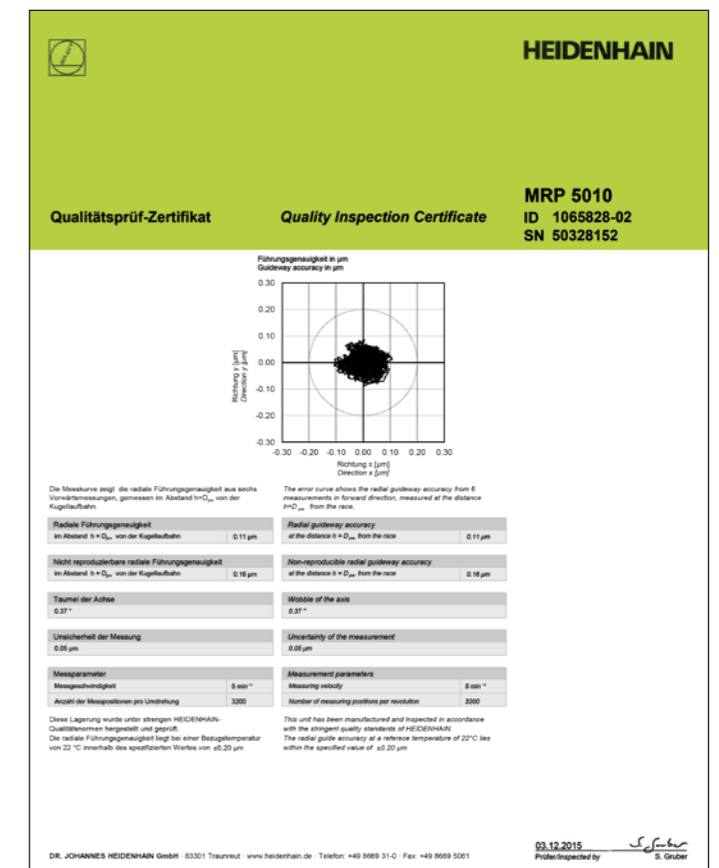 HEIDENHAIN
MRP 5010
Qualitätsprüf-Zertifikat
Quality Inspection Certificate
ID 1065828-02
SN 50328152
Führungsgenauigkeit in µm
Guideway accuracy in µm
0.30
0.20
0.10
0.00
-0.10
-0.20
-0.30
Richtung y [µm]
Direction y [µm]
-0.30 -0.20 -0.10 0.00 0.10 0.20 0.30
Richtung x [µm]
Direction x [µm]
Die Messkurve zeigt die radiale Führungsgenauigkeit aus sechs
Vorwärtsmessungen, gemessen im Abstand h=Dpw von der
Kugellaufbahn.
The error curve shows the radial guideway accuracy from 6
measurements in forward direction, measured at the distance
h=Dpw from the race.
Radiale Führungsgenauigkeit
im Abstand h = Dpw von der Kugellaufbahn 0.11 µm
Radial guideway accuracy
at the distance h = Dpw from the race 0.11 µm
Nicht reproduzierbare radiale Führungsgenauigkeit
im Abstand h = Dpw von der Kugellaufbahn 0.16 µm
Non-reproducible radial guideway accuracy
at the distance h = Dpw from the race 0.16 µm
Taumel der Achse
0.37 "
Wobble of the axis
0.37 "
Unsicherheit der Messung
0.05 µm
Uncertainty of the measurement
0.05 µm
Messparameter
Messgeschwindigkeit 5 min⁻¹
Anzahl der Messpositionen pro Umdrehung 3200
Measurement parameters
Measuring velocity 5 min⁻¹
Number of measuring positions per revolution 3200
Diese Lagerung wurde unter strengen HEIDENHAIN-
Qualitätsnormen hergestellt und geprüft.
Die radiale Führungsgenauigkeit liegt bei einer Bezugstemperatur
von 22 °C innerhalb des spezifizierten Wertes von ±0.20 µm
This unit has been manufactured and inspected in accordance
with the stringent quality standards of HEIDENHAIN.
The radial guide accuracy at a referece temperature of 22°C lies
within the specified value of ±0.20 µm
03.12.2015
Prüfer/Inspected by
S. Gruber
DR. JOHANNES HEIDENHAIN GmbH · 83301 Traunreut · www.heidenhain.de · Telefon: +49 8669 31-0 · Fax: +49 8669 5061